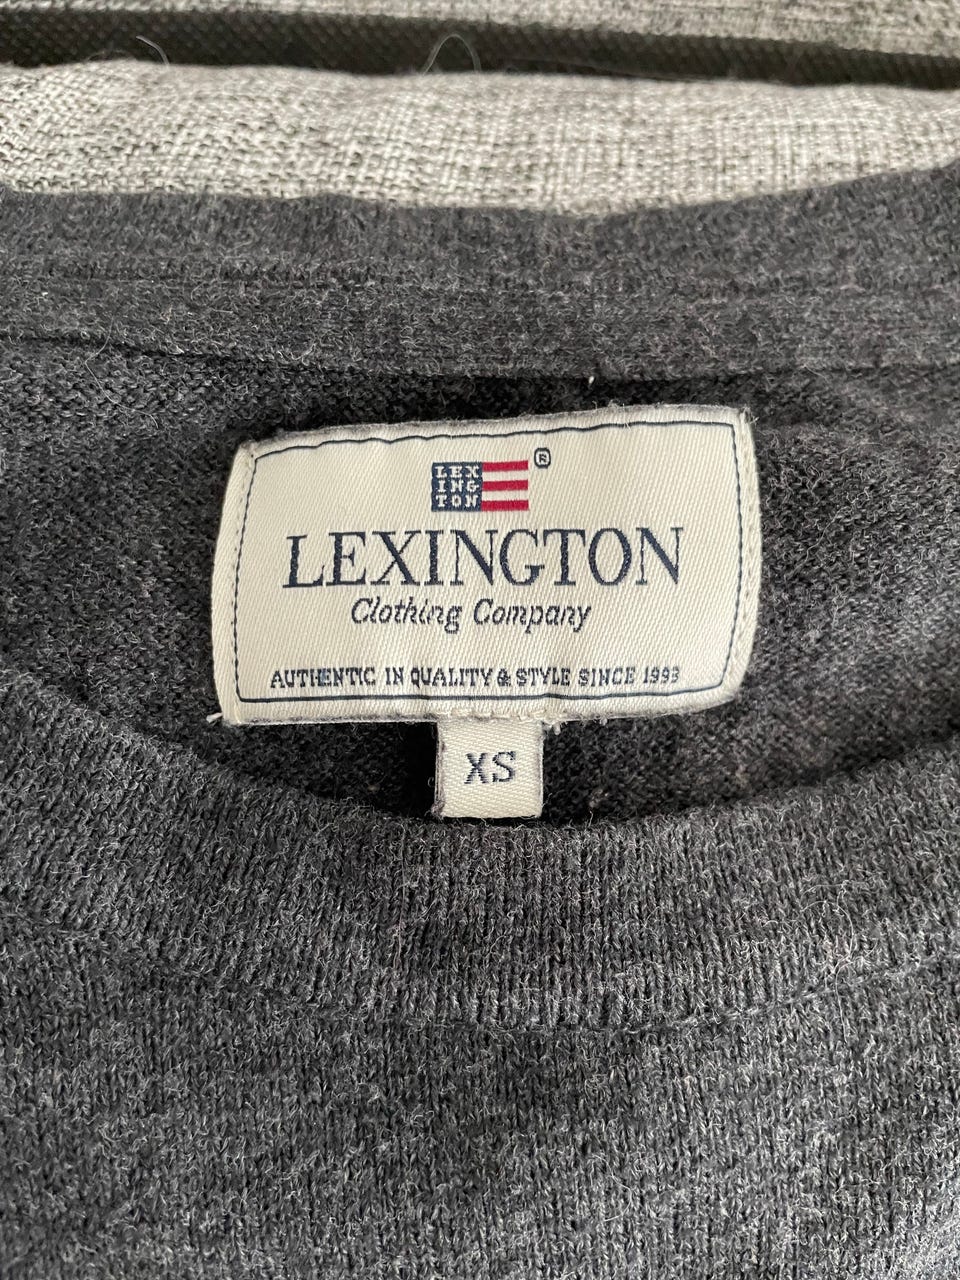 LEX
ING
TON
®
LEXINGTON
Clothing Company
AUTHENTIC IN QUALITY & STYLE SINCE 1993
XS